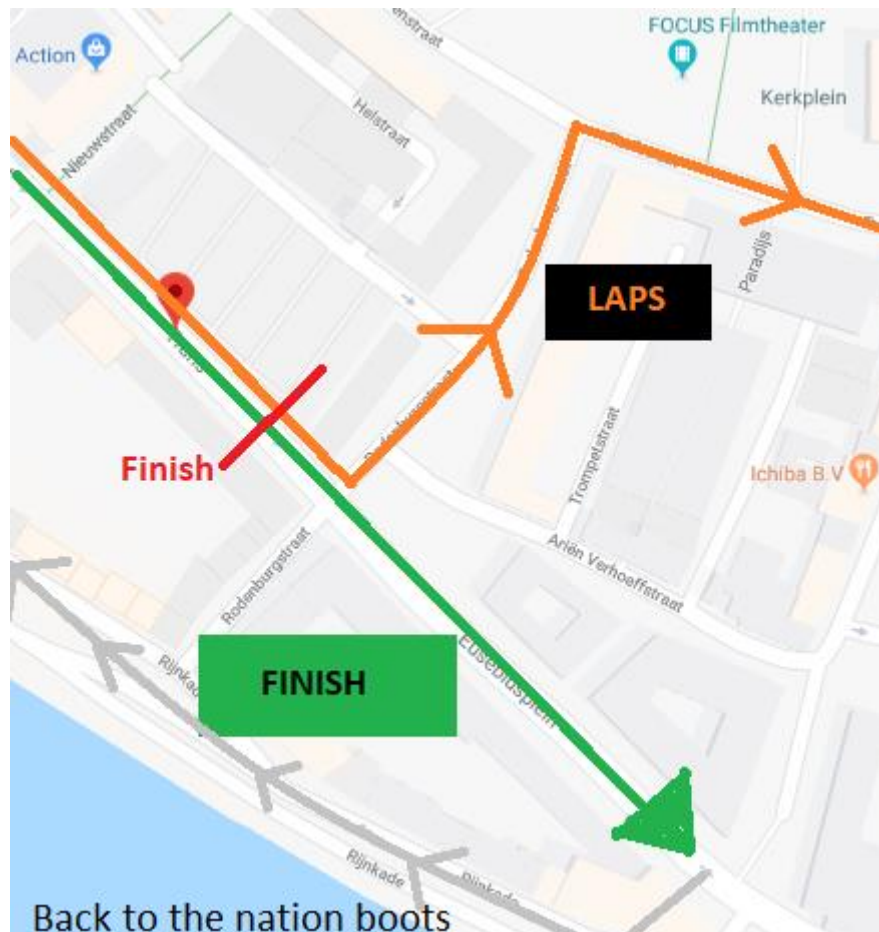 FOCUS Filmtheater
Action
Kerkplein
Helstraat
Nieuwstraat
Paradijs
LAPS
Finish
Trompetstraat
Ichiba B.V
Ariën Verhoeffstraat
Rodenburgstraat
Eusebiusplein
FINISH
Rijnkade
Rijnkade
Back to the nation boots